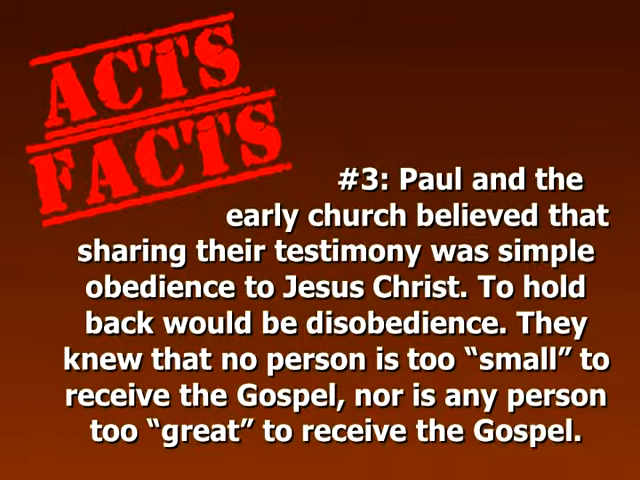 ACTS
FACTS
#3: Paul and the
early church believed that
sharing their testimony was simple
obedience to Jesus Christ. To hold
back would be disobedience. They
knew that no person is too “small” to
receive the Gospel, nor is any person
too “great” to receive the Gospel.